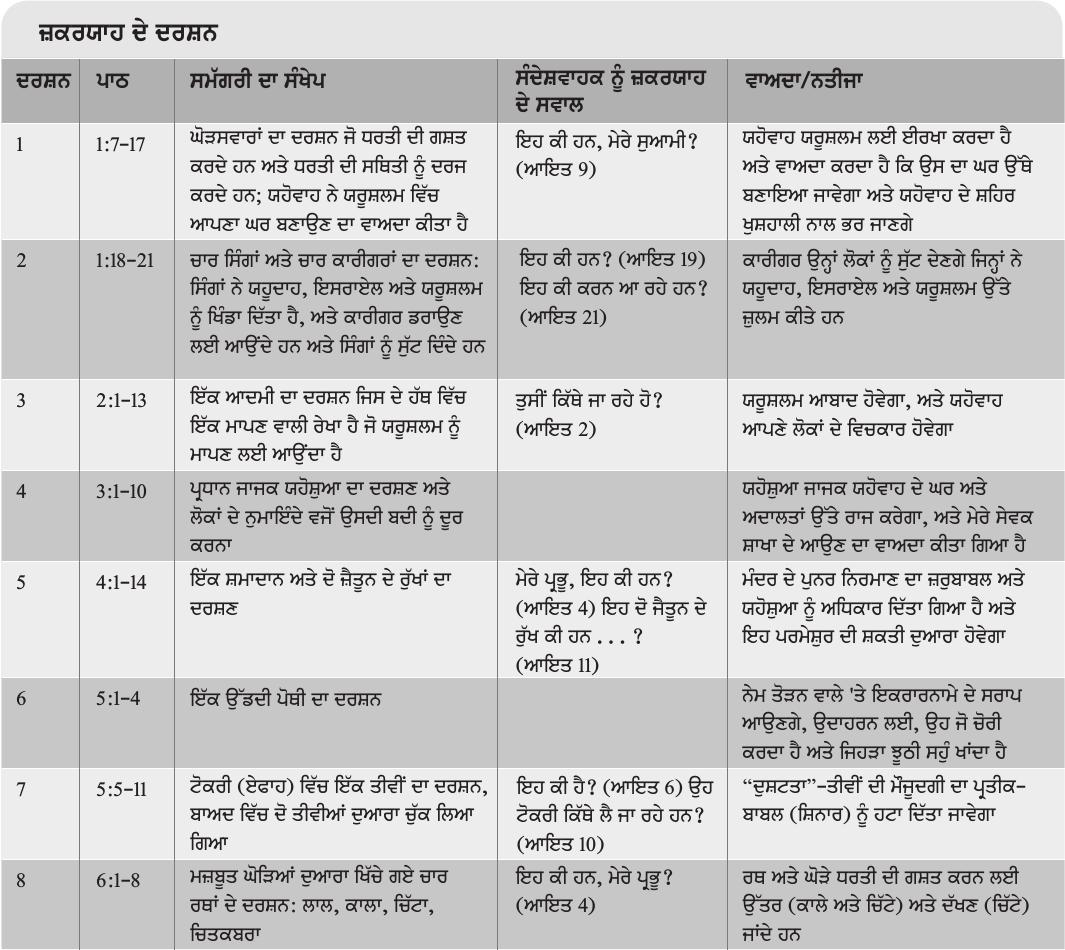 ਜ਼ਕਰਯਾਹ ਦੇ ਦਰਸ਼ਨ
ਦਰਸ਼ਨ
ਪਾਠ
ਸਮੱਗਰੀ ਦਾ ਸੰਖੇਪ
ਸੰਦੇਸ਼ਵਾਹਕ ਨੂੰ ਜ਼ਕਰਯਾਹ
ਦੇ ਸਵਾਲ
ਵਾਅਦਾ/ਨਤੀਜਾ
1
1:7–17
ਘੋੜਸਵਾਰਾਂ ਦਾ ਦਰਸ਼ਨ ਜੋ ਧਰਤੀ ਦੀ ਗਸ਼ਤ
ਕਰਦੇ ਹਨ ਅਤੇ ਧਰਤੀ ਦੀ ਸਥਿਤੀ ਨੂੰ ਦਰਜ
ਕਰਦੇ ਹਨ; ਯਹੋਵਾਹ ਨੇ ਯਰੂਸ਼ਲਮ ਵਿੱਚ
ਆਪਣਾ ਘਰ ਬਣਾਉਣ ਦਾ ਵਾਅਦਾ ਕੀਤਾ ਹੈ
ਇਹ ਕੀ ਹਨ, ਮੇਰੇ ਸੁਆਮੀ?
(ਆਇਤ 9)
ਯਹੋਵਾਹ ਯਰੂਸ਼ਲਮ ਲਈ ਈਰਖਾ ਕਰਦਾ ਹੈ
ਅਤੇ ਵਾਅਦਾ ਕਰਦਾ ਹੈ ਕਿ ਉਸ ਦਾ ਘਰ ਉੱਥੇ
ਬਣਾਇਆ ਜਾਵੇਗਾ ਅਤੇ ਯਹੋਵਾਹ ਦੇ ਸ਼ਹਿਰ
ਖੁਸ਼ਹਾਲੀ ਨਾਲ ਭਰ ਜਾਣਗੇ
2
1:18–21
ਚਾਰ ਸਿੰਗਾਂ ਅਤੇ ਚਾਰ ਕਾਰੀਗਰਾਂ ਦਾ ਦਰਸ਼ਨ:
ਸਿੰਗਾਂ ਨੇ ਯਹੂਦਾਹ, ਇਸਰਾਏਲ ਅਤੇ ਯਰੂਸ਼ਲਮ
ਨੂੰ ਖਿੰਡਾ ਦਿੱਤਾ ਹੈ, ਅਤੇ ਕਾਰੀਗਰ ਡਰਾਉਣ
ਲਈ ਆਉਂਦੇ ਹਨ ਅਤੇ ਸਿੰਗਾਂ ਨੂੰ ਸੁੱਟ ਦਿੰਦੇ ਹਨ
ਇਹ ਕੀ ਹਨ? (ਆਇਤ 19)
ਇਹ ਕੀ ਕਰਨ ਆ ਰਹੇ ਹਨ?
(ਆਇਤ 21)
ਕਾਰੀਗਰ ਉਨ੍ਹਾਂ ਲੋਕਾਂ ਨੂੰ ਸੁੱਟ ਦੇਣਗੇ ਜਿਨ੍ਹਾਂ ਨੇ
ਯਹੂਦਾਹ, ਇਸਰਾਏਲ ਅਤੇ ਯਰੂਸ਼ਲਮ ਉੱਤੇ
ਜ਼ੁਲਮ ਕੀਤੇ ਹਨ
3
2:1–13
ਇੱਕ ਆਦਮੀ ਦਾ ਦਰਸ਼ਨ ਜਿਸ ਦੇ ਹੱਥ ਵਿੱਚ
ਇੱਕ ਮਾਪਣ ਵਾਲੀ ਰੇਖਾ ਹੈ ਜੋ ਯਰੂਸ਼ਲਮ ਨੂੰ
ਮਾਪਣ ਲਈ ਆਉਂਦਾ ਹੈ
ਤੁਸੀਂ ਕਿੱਥੇ ਜਾ ਰਹੇ ਹੋ?
(ਆਇਤ 2)
ਯਰੂਸ਼ਲਮ ਆਬਾਦ ਹੋਵੇਗਾ, ਅਤੇ ਯਹੋਵਾਹ
ਆਪਣੇ ਲੋਕਾਂ ਦੇ ਵਿਚਕਾਰ ਹੋਵੇਗਾ
4
3:1–10
ਪ੍ਰਧਾਨ ਜਾਜਕ ਯਹੋਸ਼ੁਆ ਦਾ ਦਰਸ਼ਣ ਅਤੇ
ਲੋਕਾਂ ਦੇ ਨੁਮਾਇੰਦੇ ਵਜੋਂ ਉਸਦੀ ਬਦੀ ਨੂੰ ਦੂਰ
ਕਰਨਾ
ਯਹੋਸ਼ੁਆ ਜਾਜਕ ਯਹੋਵਾਹ ਦੇ ਘਰ ਅਤੇ
ਅਦਾਲਤਾਂ ਉੱਤੇ ਰਾਜ ਕਰੇਗਾ, ਅਤੇ ਮੇਰੇ ਸੇਵਕ
ਸ਼ਾਖਾ ਦੇ ਆਉਣ ਦਾ ਵਾਅਦਾ ਕੀਤਾ ਗਿਆ ਹੈ
5
4:1–14
ਇੱਕ ਸ਼ਮਾਦਾਨ ਅਤੇ ਦੋ ਜ਼ੈਤੂਨ ਦੇ ਰੁੱਖਾਂ ਦਾ
ਦਰਸ਼ਣ
ਮੇਰੇ ਪ੍ਰਭੂ, ਇਹ ਕੀ ਹਨ?
(ਆਇਤ 4) ਇਹ ਦੋ ਜੈਤੂਨ ਦੇ
ਰੁੱਖ ਕੀ ਹਨ . . . ?
(ਆਇਤ 11)
ਮੰਦਰ ਦੇ ਪੁਨਰ ਨਿਰਮਾਣ ਦਾ ਜ਼ਰੁਬਾਬਲ ਅਤੇ
ਯਹੋਸ਼ੁਆ ਨੂੰ ਅਧਿਕਾਰ ਦਿੱਤਾ ਗਿਆ ਹੈ ਅਤੇ
ਇਹ ਪਰਮੇਸ਼ੁਰ ਦੀ ਸ਼ਕਤੀ ਦੁਆਰਾ ਹੋਵੇਗਾ
6
5:1–4
ਇੱਕ ਉੱਡਦੀ ਪੋਥੀ ਦਾ ਦਰਸ਼ਨ
ਨੇਮ ਤੋੜਨ ਵਾਲੇ 'ਤੇ ਇਕਰਾਰਨਾਮੇ ਦੇ ਸਰਾਪ
ਆਉਣਗੇ, ਉਦਾਹਰਨ ਲਈ, ਉਹ ਜੋ ਚੋਰੀ
ਕਰਦਾ ਹੈ ਅਤੇ ਜਿਹੜਾ ਝੂਠੀ ਸਹੁੰ ਖਾਂਦਾ ਹੈ
7
5:5–11
ਟੋਕਰੀ (ਏਫਾਹ) ਵਿੱਚ ਇੱਕ ਤੀਵੀਂ ਦਾ ਦਰਸ਼ਨ,
ਬਾਅਦ ਵਿੱਚ ਦੋ ਤੀਵੀਆਂ ਦੁਆਰਾ ਚੁੱਕ ਲਿਆ
ਗਿਆ
ਇਹ ਕੀ ਹੈ? (ਆਇਤ 6) ਉਹ
ਟੋਕਰੀ ਕਿੱਥੇ ਲੈ ਜਾ ਰਹੇ ਹਨ?
(ਆਇਤ 10)
“ਦੁਸ਼ਟਤਾ”–ਤੀਵੀਂ ਦੀ ਮੌਜੂਦਗੀ ਦਾ ਪ੍ਰਤੀਕ–
ਬਾਬਲ (ਸ਼ਿਨਾਰ) ਨੂੰ ਹਟਾ ਦਿੱਤਾ ਜਾਵੇਗਾ
8
6:1–8
ਮਜ਼ਬੂਤ ਘੋੜਿਆਂ ਦੁਆਰਾ ਖਿੱਚੇ ਗਏ ਚਾਰ
ਰਥਾਂ ਦੇ ਦਰਸ਼ਨ: ਲਾਲ, ਕਾਲਾ, ਚਿੱਟਾ,
ਚਿਤਕਬਰਾ
ਇਹ ਕੀ ਹਨ, ਮੇਰੇ ਪ੍ਰਭੂ?
(ਆਇਤ 4)
ਰਥ ਅਤੇ ਘੋੜੇ ਧਰਤੀ ਦੀ ਗਸ਼ਤ ਕਰਨ ਲਈ
ਉੱਤਰ (ਕਾਲੇ ਅਤੇ ਚਿੱਟੇ) ਅਤੇ ਦੱਖਣ (ਚਿੱਟੇ)
ਜਾਂਦੇ ਹਨ